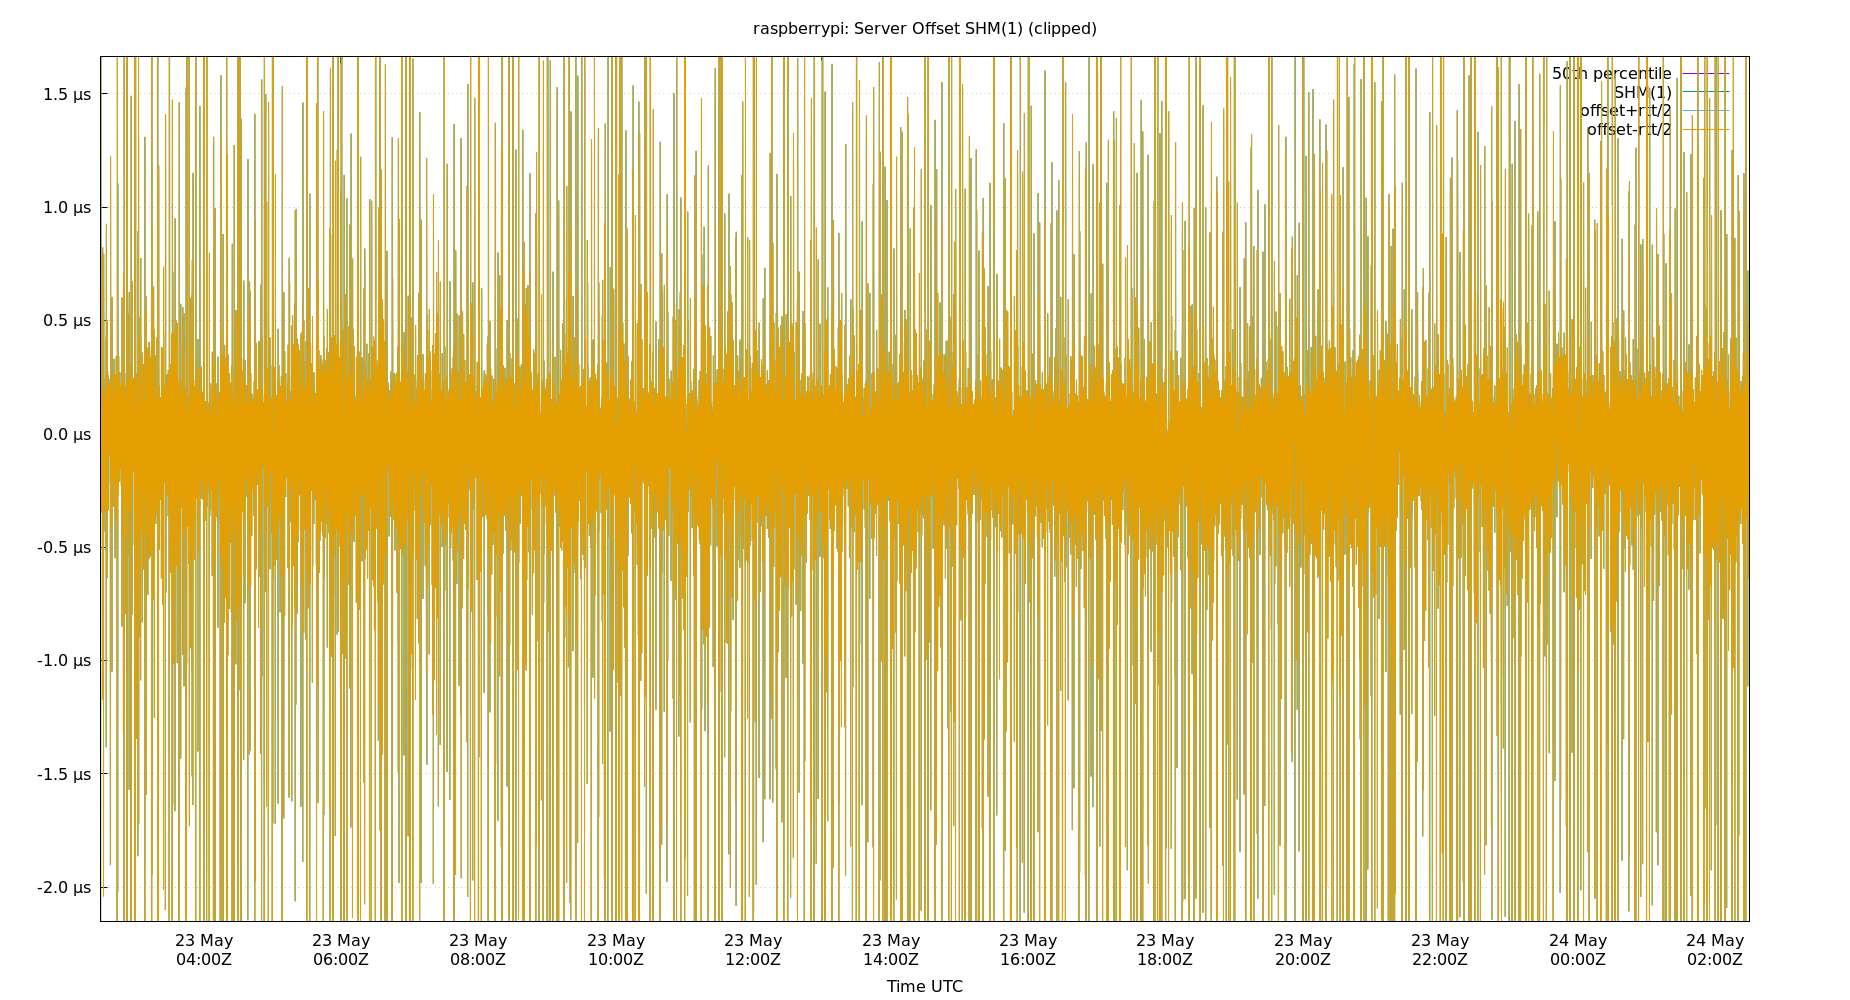 raspberrypi: Server Offset SHM(1) (clipped)
50th percentile
SHM(1)
offset+rtt/2
offset-rtt/2
1.5 µs
1.0 µs
0.5 µs
0.0 µs
-0.5 µs
-1.0 µs
-1.5 µs
-2.0 µs
23 May 23 May 23 May 23 May 23 May 23 May 23 May 23 May 23 May 23 May 24 May 24 May
04:00Z 06:00Z 08:00Z 10:00Z 12:00Z 14:00Z 16:00Z 18:00Z 20:00Z 22:00Z 00:00Z 02:00Z
Time UTC